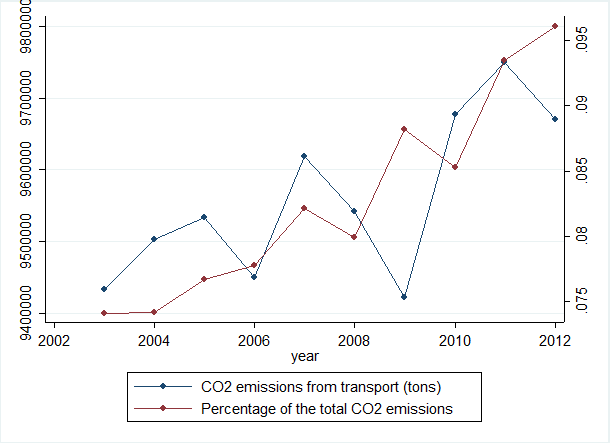 9800000
9700000
9600000
9500000
9400000
.095
.09
.085
.08
.075
2002 2004 2006 2008 2010 2012
year
CO2 emissions from transport (tons)
Percentage of the total CO2 emissions